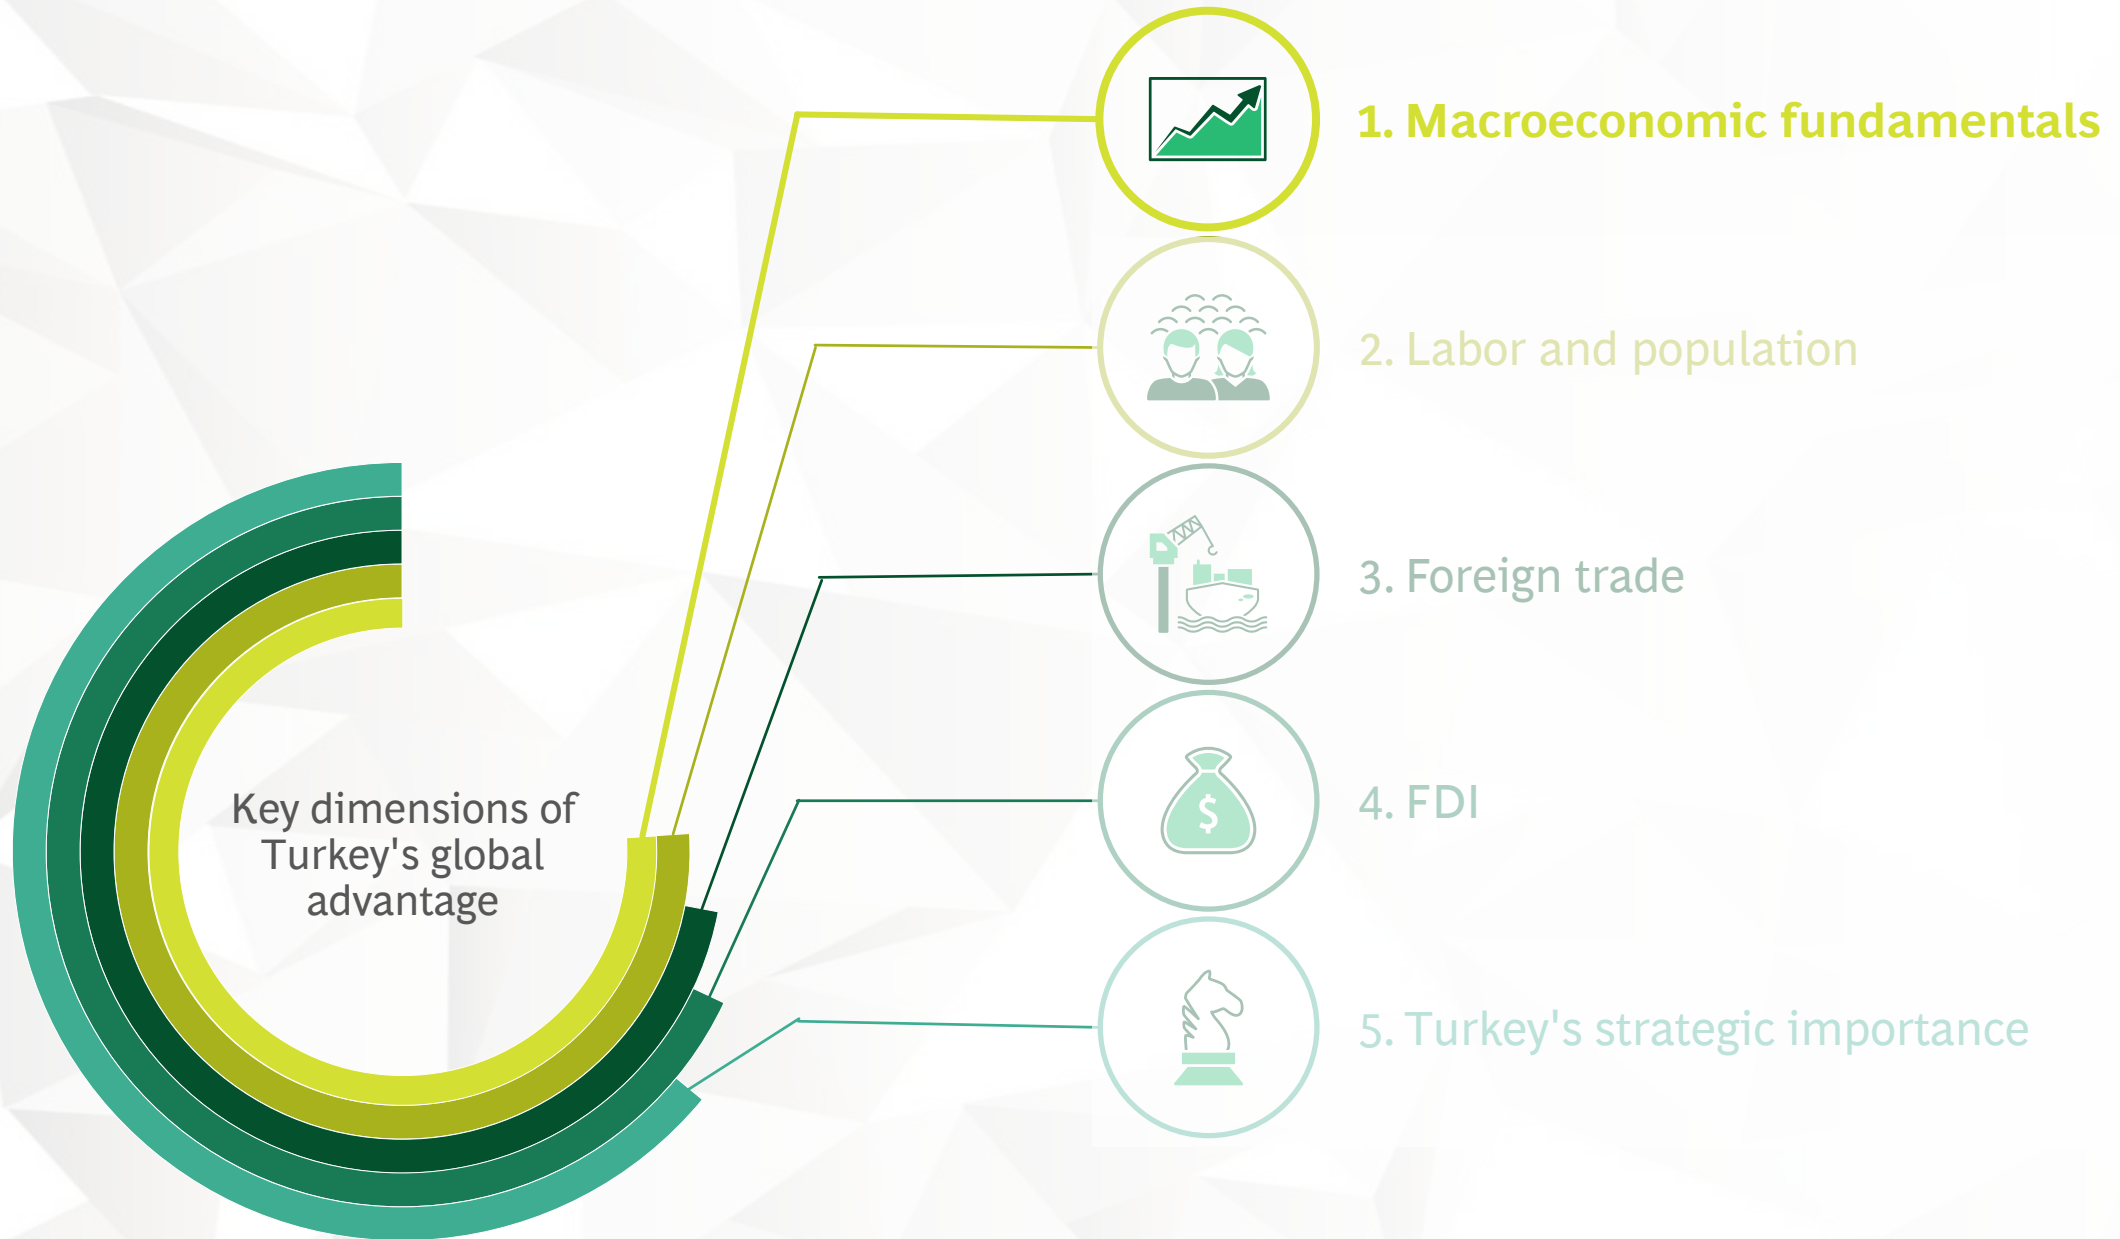 1. Macroeconomic fundamentals
2. Labor and population
3. Foreign trade
Key dimensions of
Turkey's global
advantage
$
4. FDI
5. Turkey's strategic importance